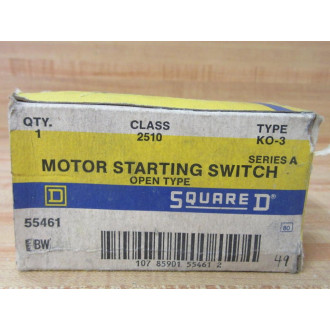 QTY. CLASS TYPE
1 2510 KO-3
SERIES A
MOTOR STARTING SWITCH
OPEN TYPE
D SQUARE D®
55461
EBW 80
107 85901 55461 2
49